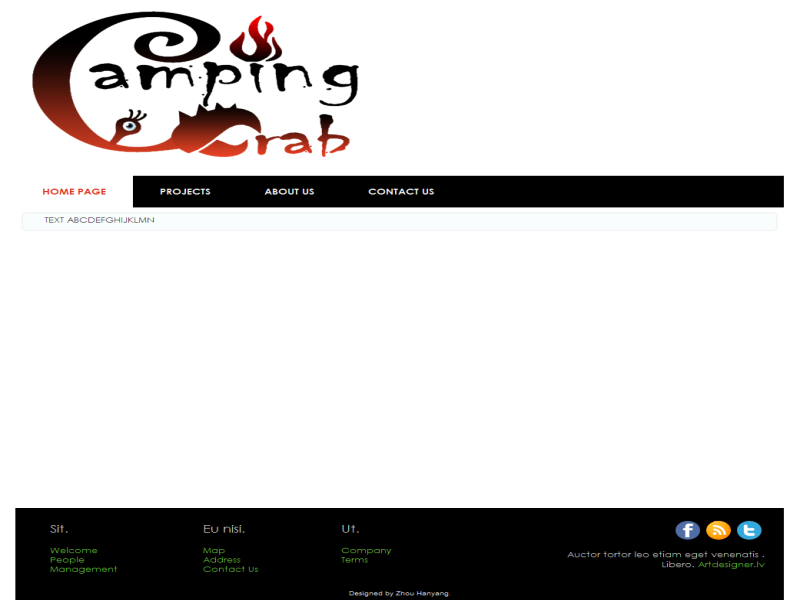 Camping
Crab
HOME PAGE PROJECTS ABOUT US CONTACT US
TEXT ABCDEFGHIJKLMN
Sit. Eu nisi. Ut.
Welcome Map Company
People Address Terms
Management Contact Us
Auctor tortor leo etiam eget venenatis .
Libero. Artdesigner.lv
Designed by Zhou Hanyang.